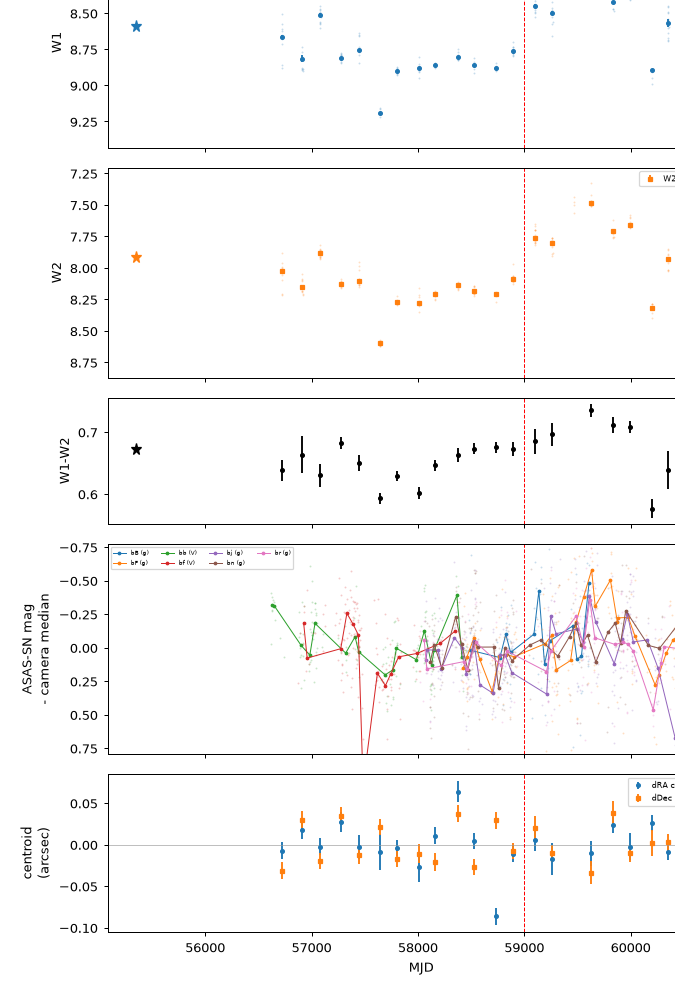 8.50
8.75
9.00
9.25
W1
7.25
7.50
7.75
8.00
8.25
8.50
8.75
W2
W2
0.7
0.6
W1-W2
−0.75
−0.50
−0.25
0.00
0.25
0.50
0.75
ASAS-SN mag
- camera median
bB (g) bb (V) bj (g) br (g)
bF (g) bf (V) bn (g)
0.05
0.00
−0.05
−0.10
centroid
(arcsec)
dRA c
dDec
56000 57000 58000 59000 60000
MJD